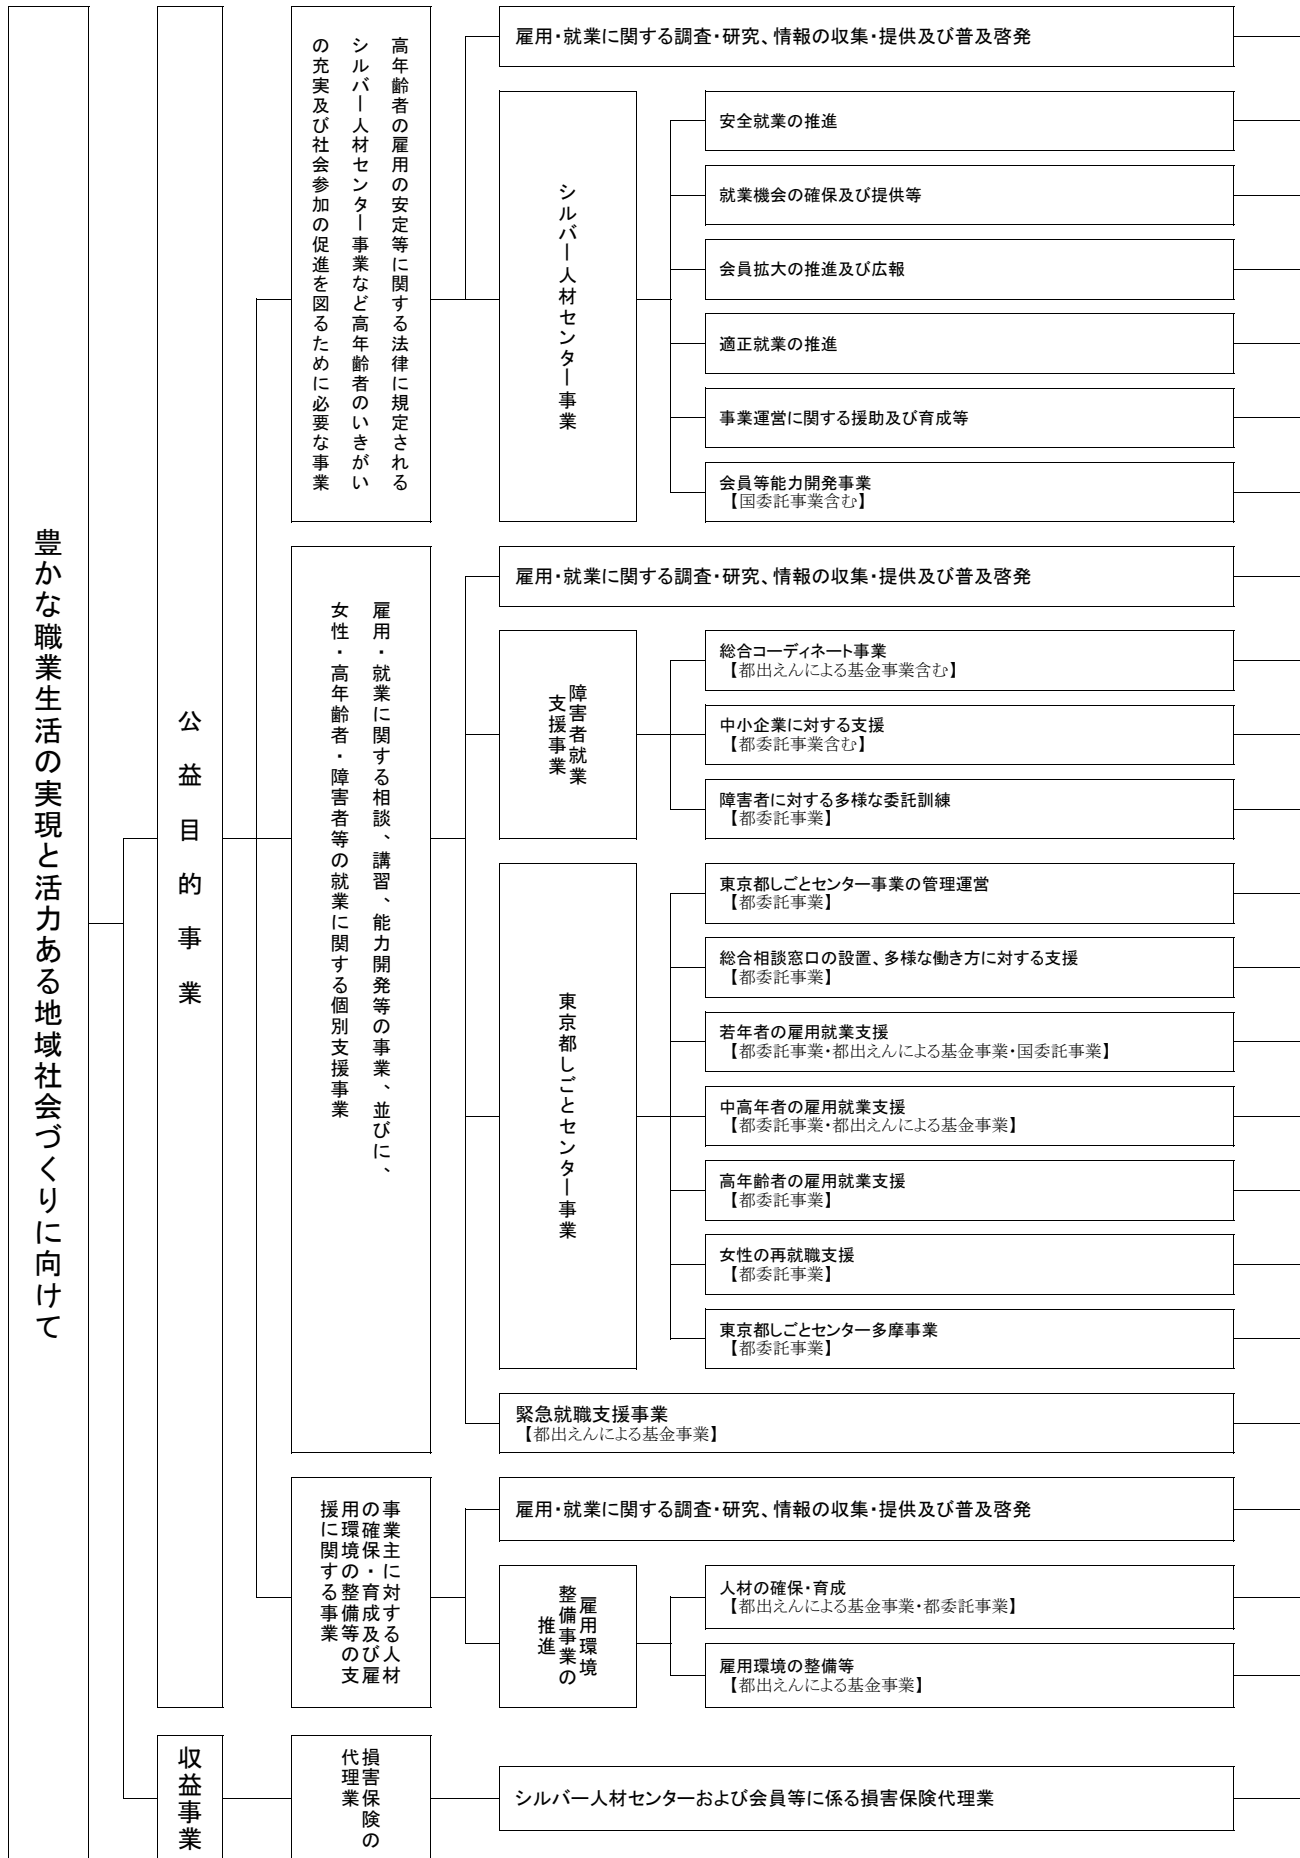 豊かな職業生活の実現と活力ある地域社会づくりに向けて
公益目的事業
高年齢者の雇用の安定等に関する法律に規定される
シルバー人材センター事業など高年齢者のいきがい
の充実及び社会参加の促進を図るために必要な事業
雇用・就業に関する調査・研究、情報の収集・提供及び普及啓発
シルバー人材センター事業
安全就業の推進
就業機会の確保及び提供等
会員拡大の推進及び広報
適正就業の推進
事業運営に関する援助及び育成等
会員等能力開発事業
【国委託事業含む】
雇用・就業に関する相談、講習、能力開発等の事業、並びに、
女性・高年齢者・障害者等の就業に関する個別支援事業
雇用・就業に関する調査・研究、情報の収集・提供及び普及啓発
障害者就業
支援事業
総合コーディネート事業
【都出えんによる基金事業含む】
中小企業に対する支援
【都委託事業含む】
障害者に対する多様な委託訓練
【都委託事業】
東京都しごとセンター事業
東京都しごとセンター事業の管理運営
【都委託事業】
総合相談窓口の設置、多様な働き方に対する支援
【都委託事業】
若年者の雇用就業支援
【都委託事業・都出えんによる基金事業・国委託事業】
中高年者の雇用就業支援
【都委託事業・都出えんによる基金事業】
高年齢者の雇用就業支援
【都委託事業】
女性の再就職支援
【都委託事業】
東京都しごとセンター多摩事業
【都委託事業】
緊急就職支援事業
【都出えんによる基金事業】
事業主に対する人材
の確保・育成及び雇
用環境の整備等の支
援に関する事業
雇用・就業に関する調査・研究、情報の収集・提供及び普及啓発
雇用環境
整備事業の
推進
人材の確保・育成
【都出えんによる基金事業・都委託事業】
雇用環境の整備等
【都出えんによる基金事業】
収益事業
損害保険の
代理業
シルバー人材センターおよび会員等に係る損害保険代理業